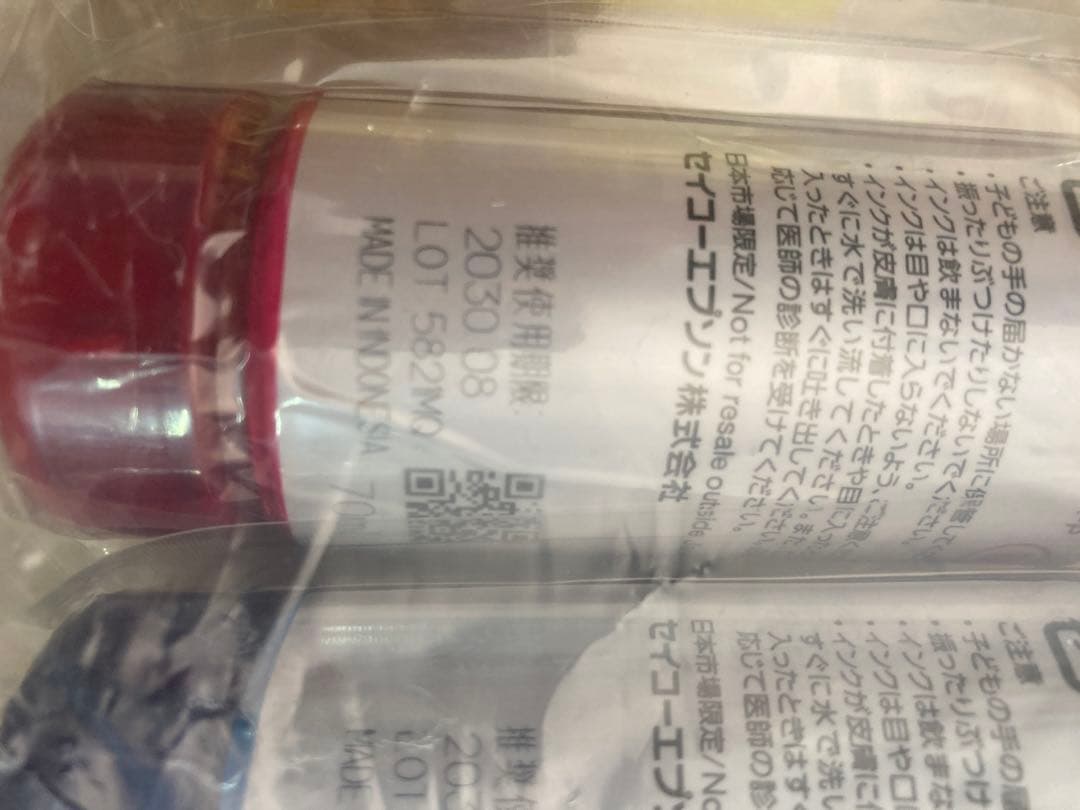 ご注意
・子どもの手の届かない場所に保管して
・振ったりぶつけたりしないでください。
・インクは飲まないでください。
・インクは目や口に入らないよう、ご注意く
・インクが皮膚に付着したときや目に入った
すぐに水で洗い流してください。また
入ったときはすぐに吐き出してください
応じて医師の診断を受けてください。
日本市場限定/Not for resale outside
セイコーエプソン株式会社
推奨使用期限:
2030.08
LOT 582MQ
MADE IN INDONESIA 70m
ご注意
・子どもの手の届
・振ったりぶつけ
・インクは飲まな
・インクは目や口
・インクが皮膚に
すぐに水で洗し
入ったときはす
応じて医師の診
日本市場限定/No
セイコーエ
推奨使
203
LOT
MADE